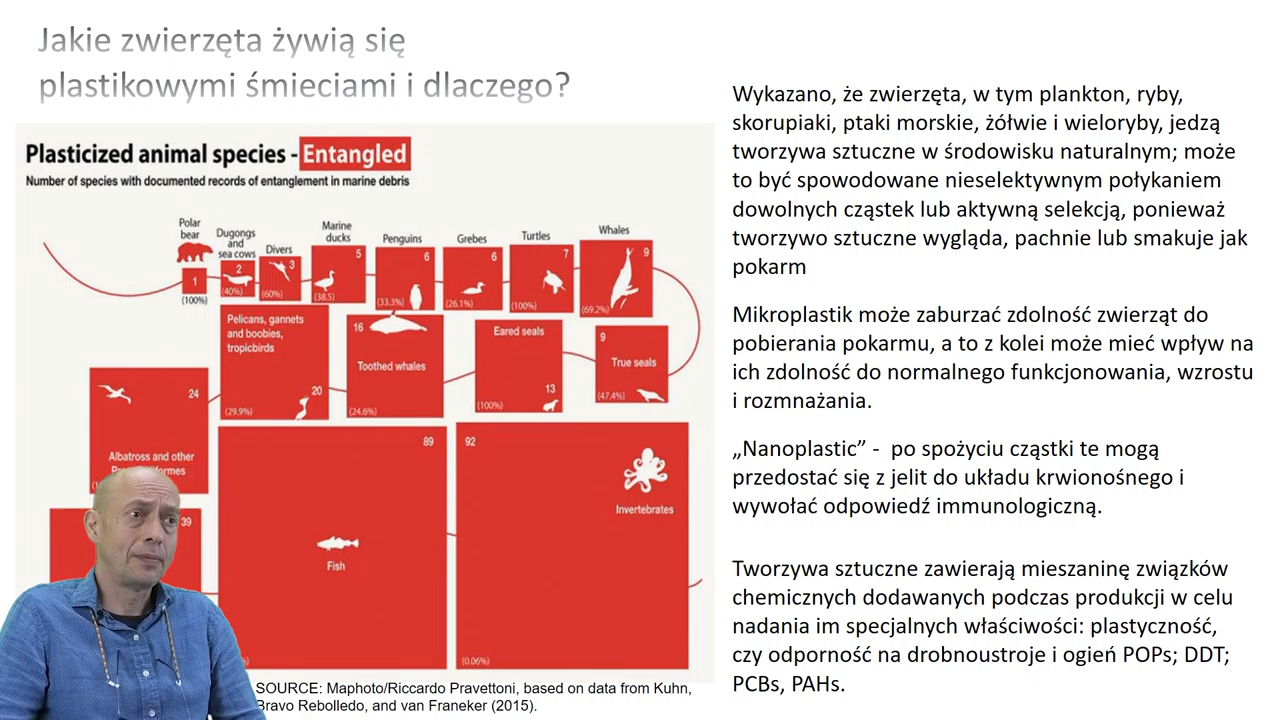 Jakie zwierzęta żywią się
plastikowymi śmieciami i dlaczego?
Plasticized animal species - Entangled
Number of species with documented records of entanglement in marine debris
Polar
bear
1
(100%)
Dugongs
and
sea cows
2
(40%)
Divers
3
(60%)
Marine
ducks
5
(38.5)
Penguins
6
(33.3%)
Grebes
6
(26.1%)
Turtles
7
(100%)
Whales
9
(69.2%)
Pelicans, gannets
and boobies,
tropicbirds
20
(29.9%)
16
Toothed whales
(24.6%)
Eared seals
13
(100%)
9
True seals
(47.4%)
24
Albatross and other
39
89
Fish
92
Invertebrates
(0.06%)
SOURCE: Maphoto/Riccardo Pravettoni, based on data from Kuhn,
Bravo Rebolledo, and van Franeker (2015).
Wykazano, że zwierzęta, w tym plankton, ryby,
skorupiaki, ptaki morskie, żółwie i wieloryby, jedzą
tworzywa sztuczne w środowisku naturalnym; może
to być spowodowane nieselektywnym połykaniem
dowolnych cząstek lub aktywną selekcją, ponieważ
tworzywo sztuczne wygląda, pachnie lub smakuje jak
pokarm
Mikroplastik może zaburzać zdolność zwierząt do
pobierania pokarmu, a to z kolei może mieć wpływ na
ich zdolność do normalnego funkcjonowania, wzrostu
i rozmnażania.
„Nanoplastic” - po spożyciu cząstki te mogą
przedostać się z jelit do układu krwionośnego i
wywołać odpowiedź immunologiczną.
Tworzywa sztuczne zawierają mieszaninę związków
chemicznych dodawanych podczas produkcji w celu
nadania im specjalnych właściwości: plastyczność,
czy odporność na drobnoustroje i ogień POPs; DDT;
PCBs, PAHs.